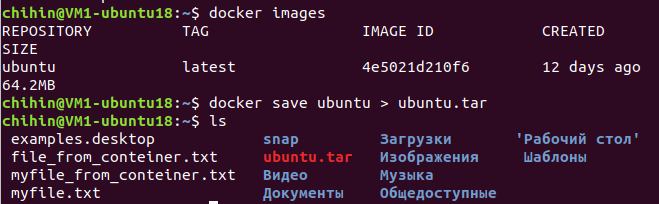 chihin@VM1-ubuntu18:~$ docker images
REPOSITORY TAG IMAGE ID CREATED
SIZE
ubuntu latest 4e5021d210f6 12 days ago
64.2MB
chihin@VM1-ubuntu18:~$ docker save ubuntu > ubuntu.tar
chihin@VM1-ubuntu18:~$ ls
examples.desktop snap Загрузки 'Рабочий стол'
file_from_conteiner.txt ubuntu.tar Изображения Шаблоны
myfile_from_conteiner.txt Видео Музыка
myfile.txt Документы Общедоступные